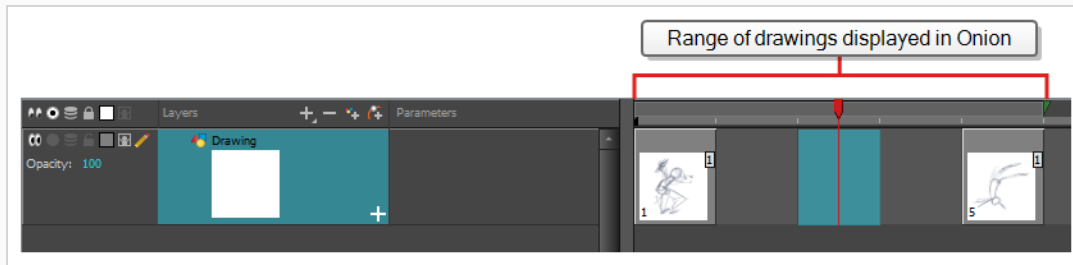 Range of drawings displayed in Onion
Layers
Parameters
Drawing
Opacity: 100
1
1
1
5